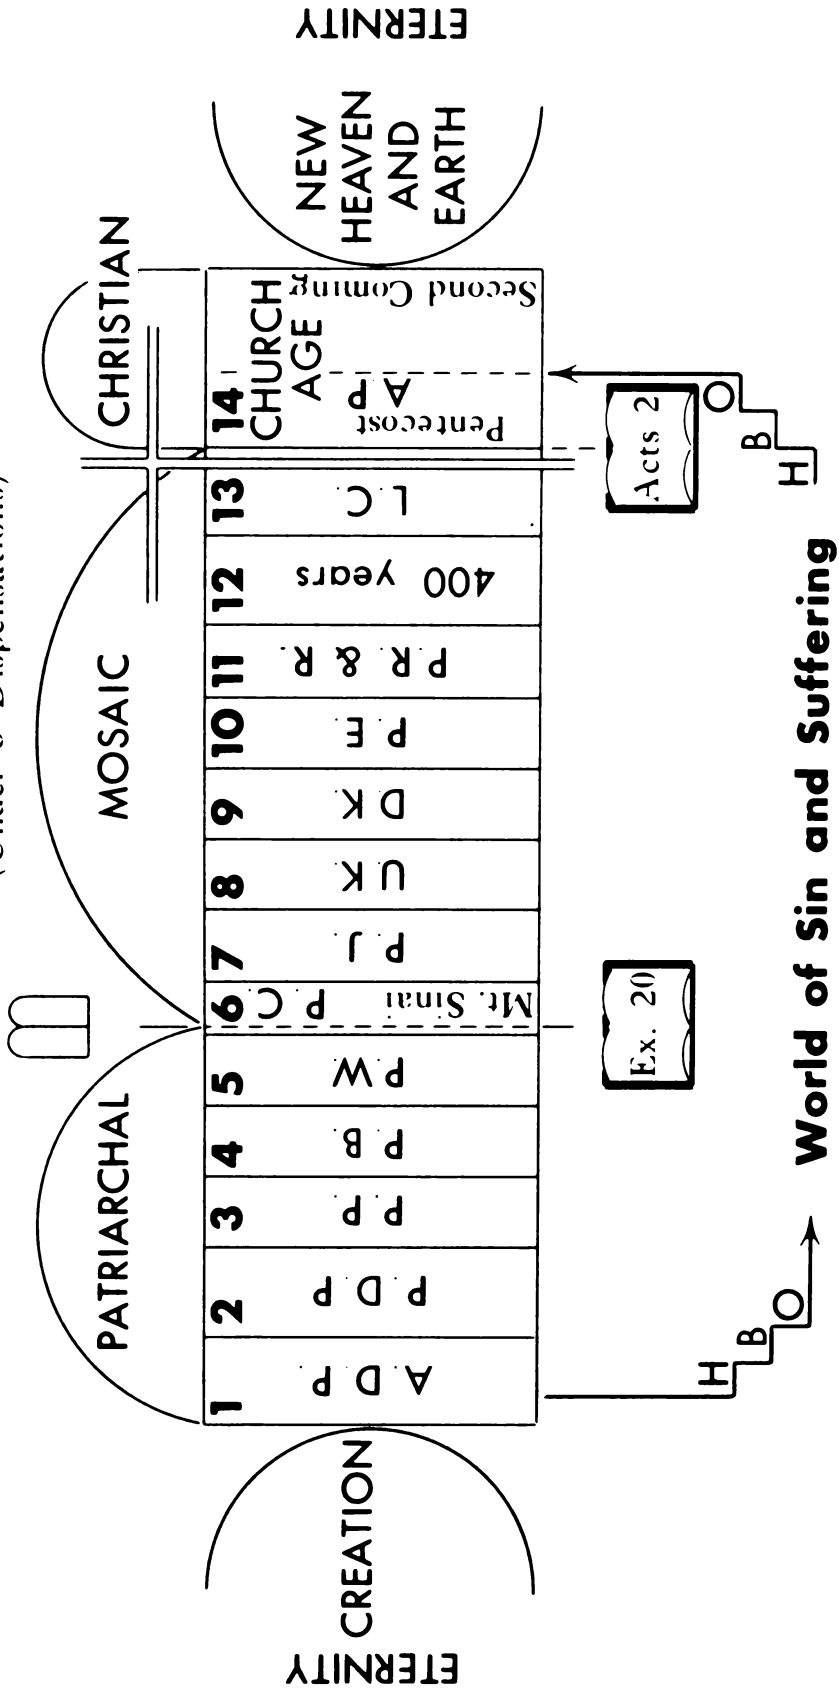 ETERNITY
CREATION
PATRIARCHAL
MOSAIC
CHRISTIAN
1
A.D.P.
2
P.D.P.
3
P.P.
4
P.B.
5
P.W.
6
P.C.
Mt. Sinai
7
P.J.
8
U.K.
9
D.K.
10
P.E.
11
P.R. & R.
12
400 years
13
L.C.
14
CHURCH
AGE
A P
Pentecost
Second Coming
NEW
HEAVEN
AND
EARTH
ETERNITY
Ex. 20
Acts 2
H
B
O
World of Sin and Suffering
H
B
O